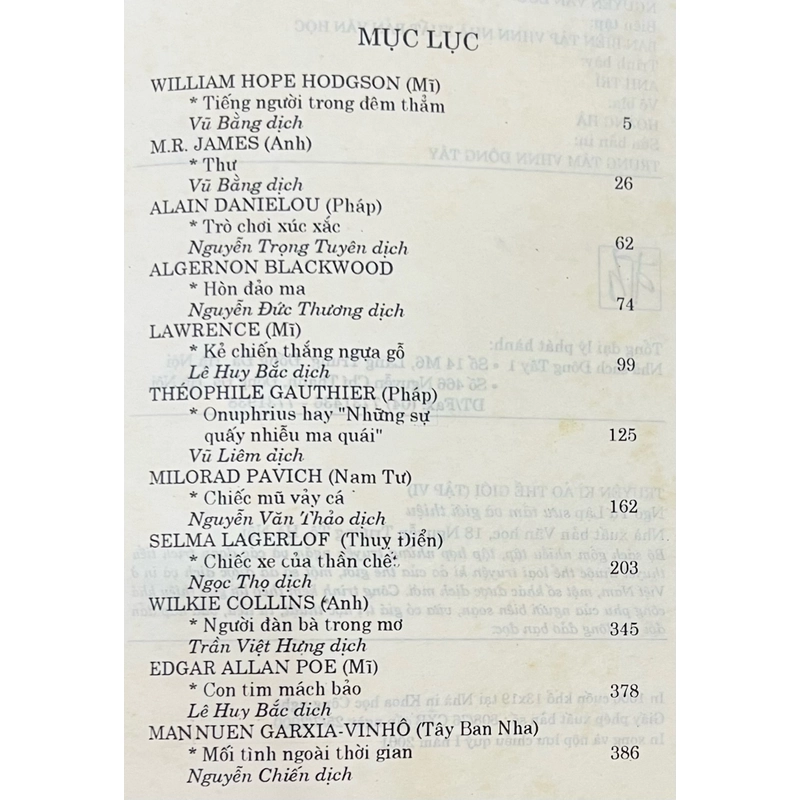 MỤC LỤC
WILLIAM HOPE HODGSON (Mĩ)
* Tiếng người trong đêm thẳm
Vũ Bằng dịch 5
M.R. JAMES (Anh)
* Thư
Vũ Bằng dịch 26
ALAIN DANIELOU (Pháp)
* Trò chơi xúc xắc
Nguyễn Trọng Tuyên dịch 62
ALGERNON BLACKWOOD
* Hòn đảo ma
Nguyễn Đức Thương dịch 74
LAWRENCE (Mĩ)
* Kẻ chiến thắng ngựa gỗ
Lê Huy Bắc dịch 99
THÉOPHILE GAUTHIER (Pháp)
* Onuphrius hay "Những sự
quấy nhiễu ma quái" 125
Vũ Liêm dịch
MILORAD PAVICH (Nam Tư)
* Chiếc mũ vảy cá 162
Nguyễn Văn Thảo dịch
SELMA LAGERLOF (Thuỵ Điển)
* Chiếc xe của thần chết 203
Ngọc Thọ dịch
WILKIE COLLINS (Anh)
* Người đàn bà trong mơ 345
Trần Việt Hưng dịch
EDGAR ALLAN POE (Mĩ)
* Con tim mách bảo 378
Lê Huy Bắc dịch
MANNUEN GARXIA-VINHÔ (Tây Ban Nha)
* Mối tình ngoài thời gian 386
Nguyễn Chiến dịch